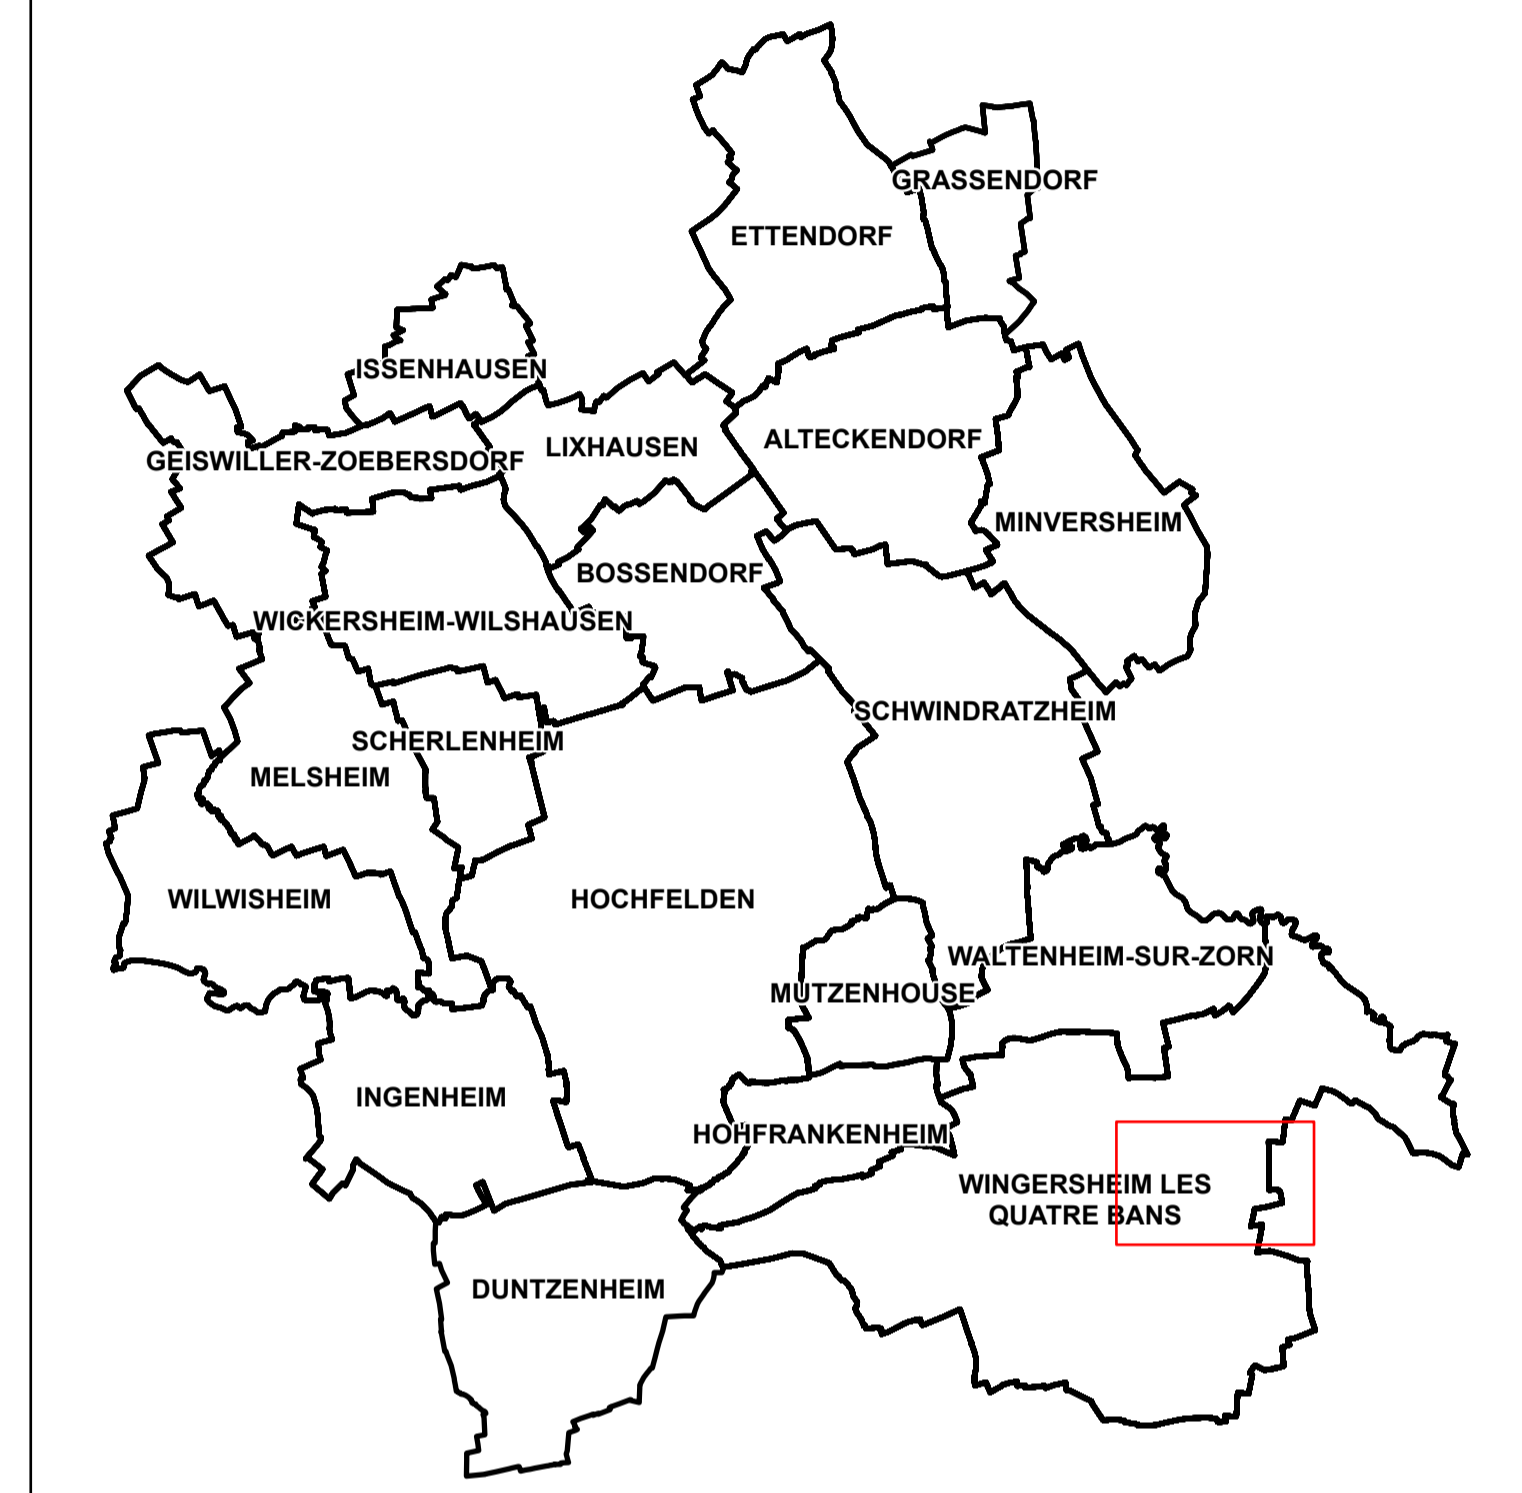 GRASSENDORF
ETTENDORF
ISSENHAUSEN
ALTECKENDORF
LIXHAUSEN
GEISWILLER-ZOEBERSDORF
MINVERSHEIM
BOSSENDORF
WICKERSHEIM-WILSHAUSEN
SCHWINDRATZHEIM
SCHERLENHEIM
MELSHEIM
WILWISHEIM
HOCHFELDEN
WALTENHEIM-SUR-ZORN
MUTZENHOUSE
INGENHEIM
HOHFRANKENHEIM
WINGERSHEIM LES
QUATRE BANS
DUNTZENHEIM